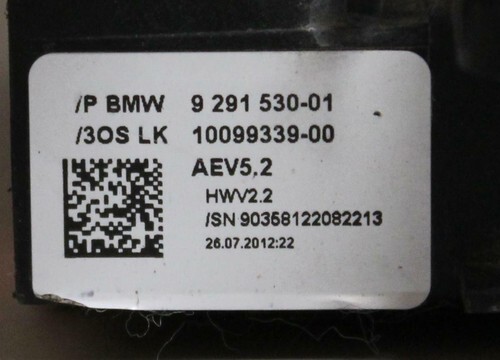 /P BMW 9 291 530-01
/3OS LK 10099339-00
AEV5.2
HWV2.2
/SN 90358122082213
26.07.2012:22